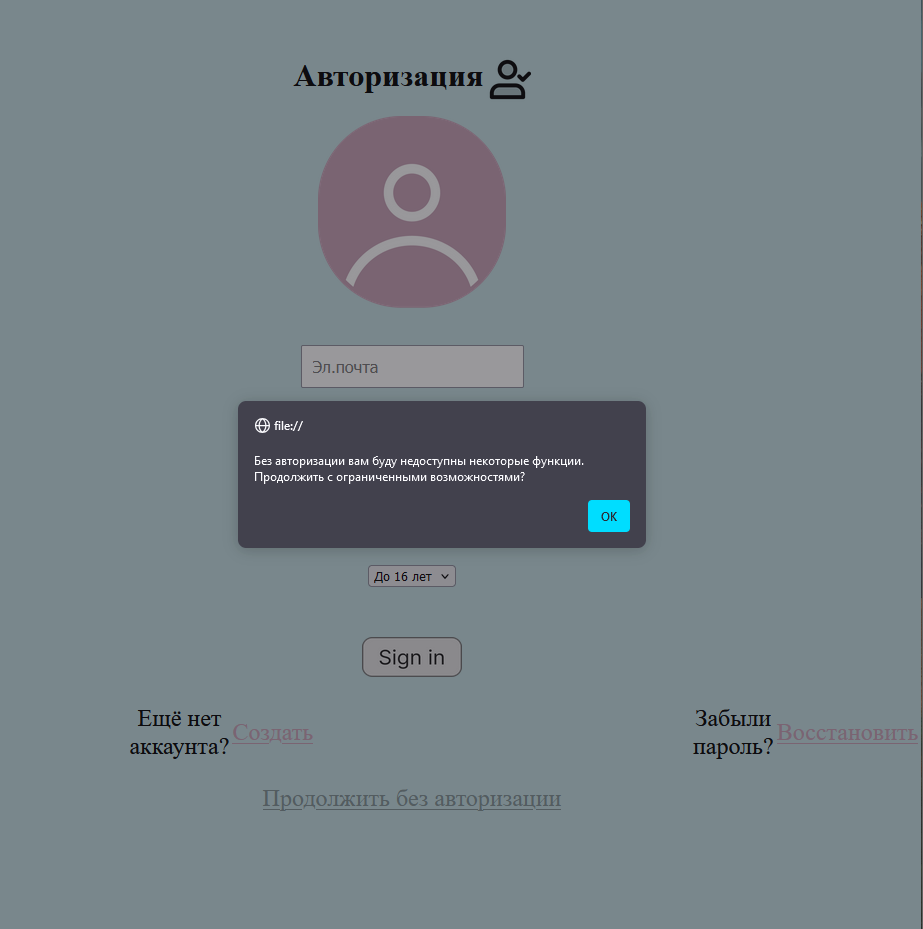 Авторизация
Эл.почта
file://
Без авторизации вам буду недоступны некоторые функции.
Продолжить с ограниченными возможностями?
OK
До 16 лет
Sign in
Ещё нет
аккаунта? Создать
Забыли
пароль? Восстановить
Продолжить без авторизации